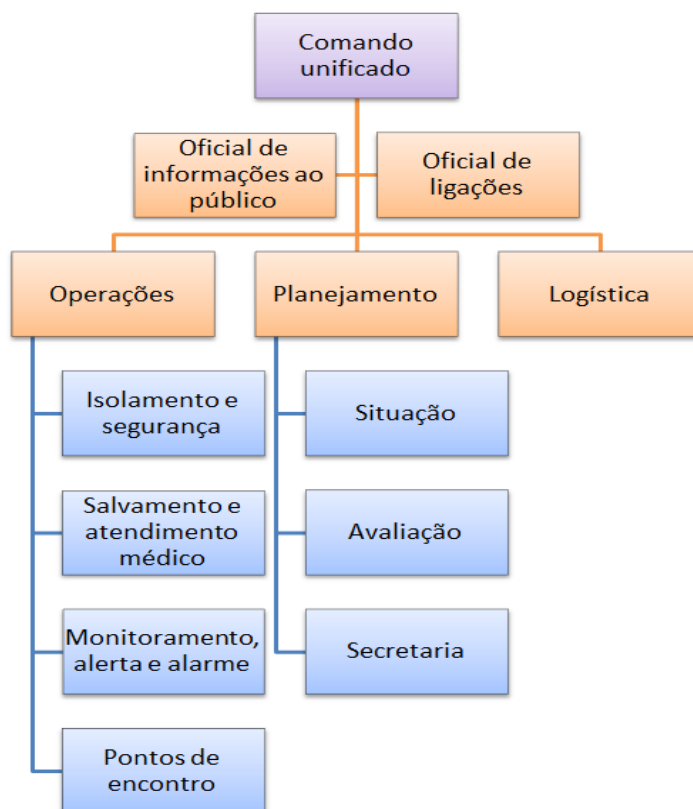 Comando
unificado
Oficial de
informações ao
público
Oficial de
ligações
Operações
Planejamento
Logística
Isolamento e
segurança
Situação
Salvamento e
atendimento
médico
Avaliação
Monitoramento,
alerta e alarme
Secretaria
Pontos de
encontro